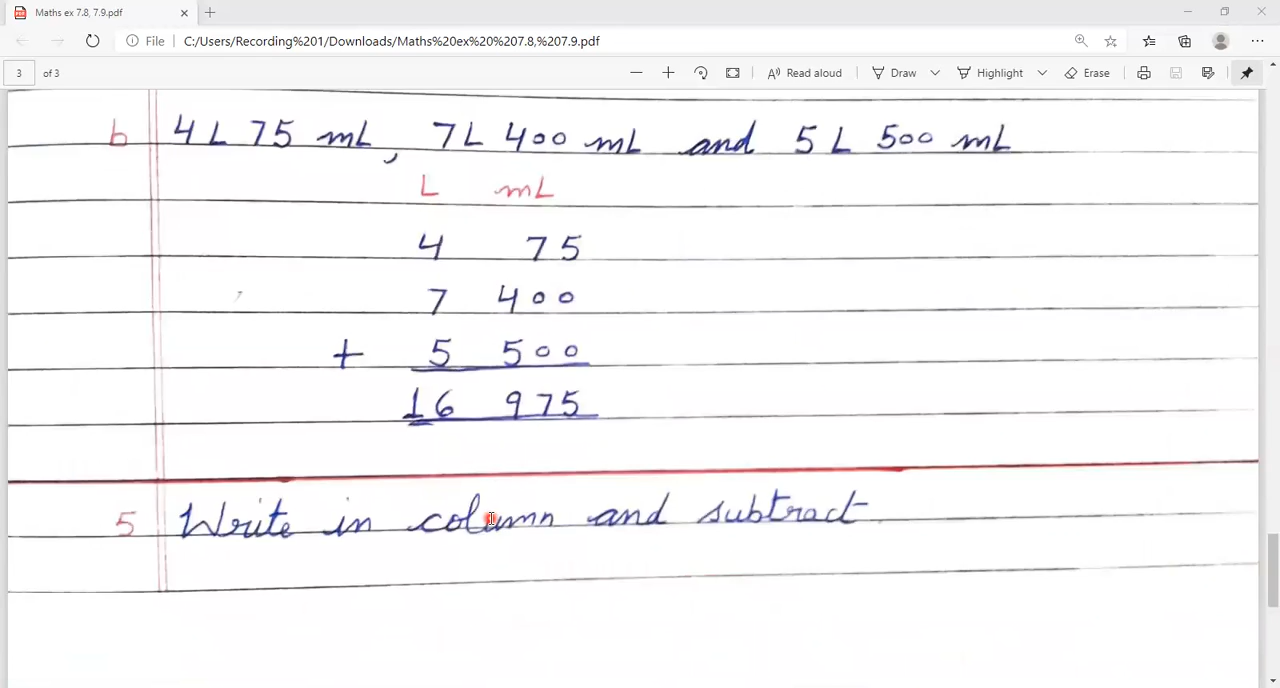 Maths ex 7.8, 7.9.pdf
File C:/Users/Recording%201/Downloads/Maths%20ex%20%207.8,%207.9.pdf
3 of 3 Read aloud Draw Highlight Erase
b 4 L 75 mL, 7L 400 mL and 5 L 500 mL
L mL
4 75
7 400
+ 5 500
16 975
5 Write in column and subtract